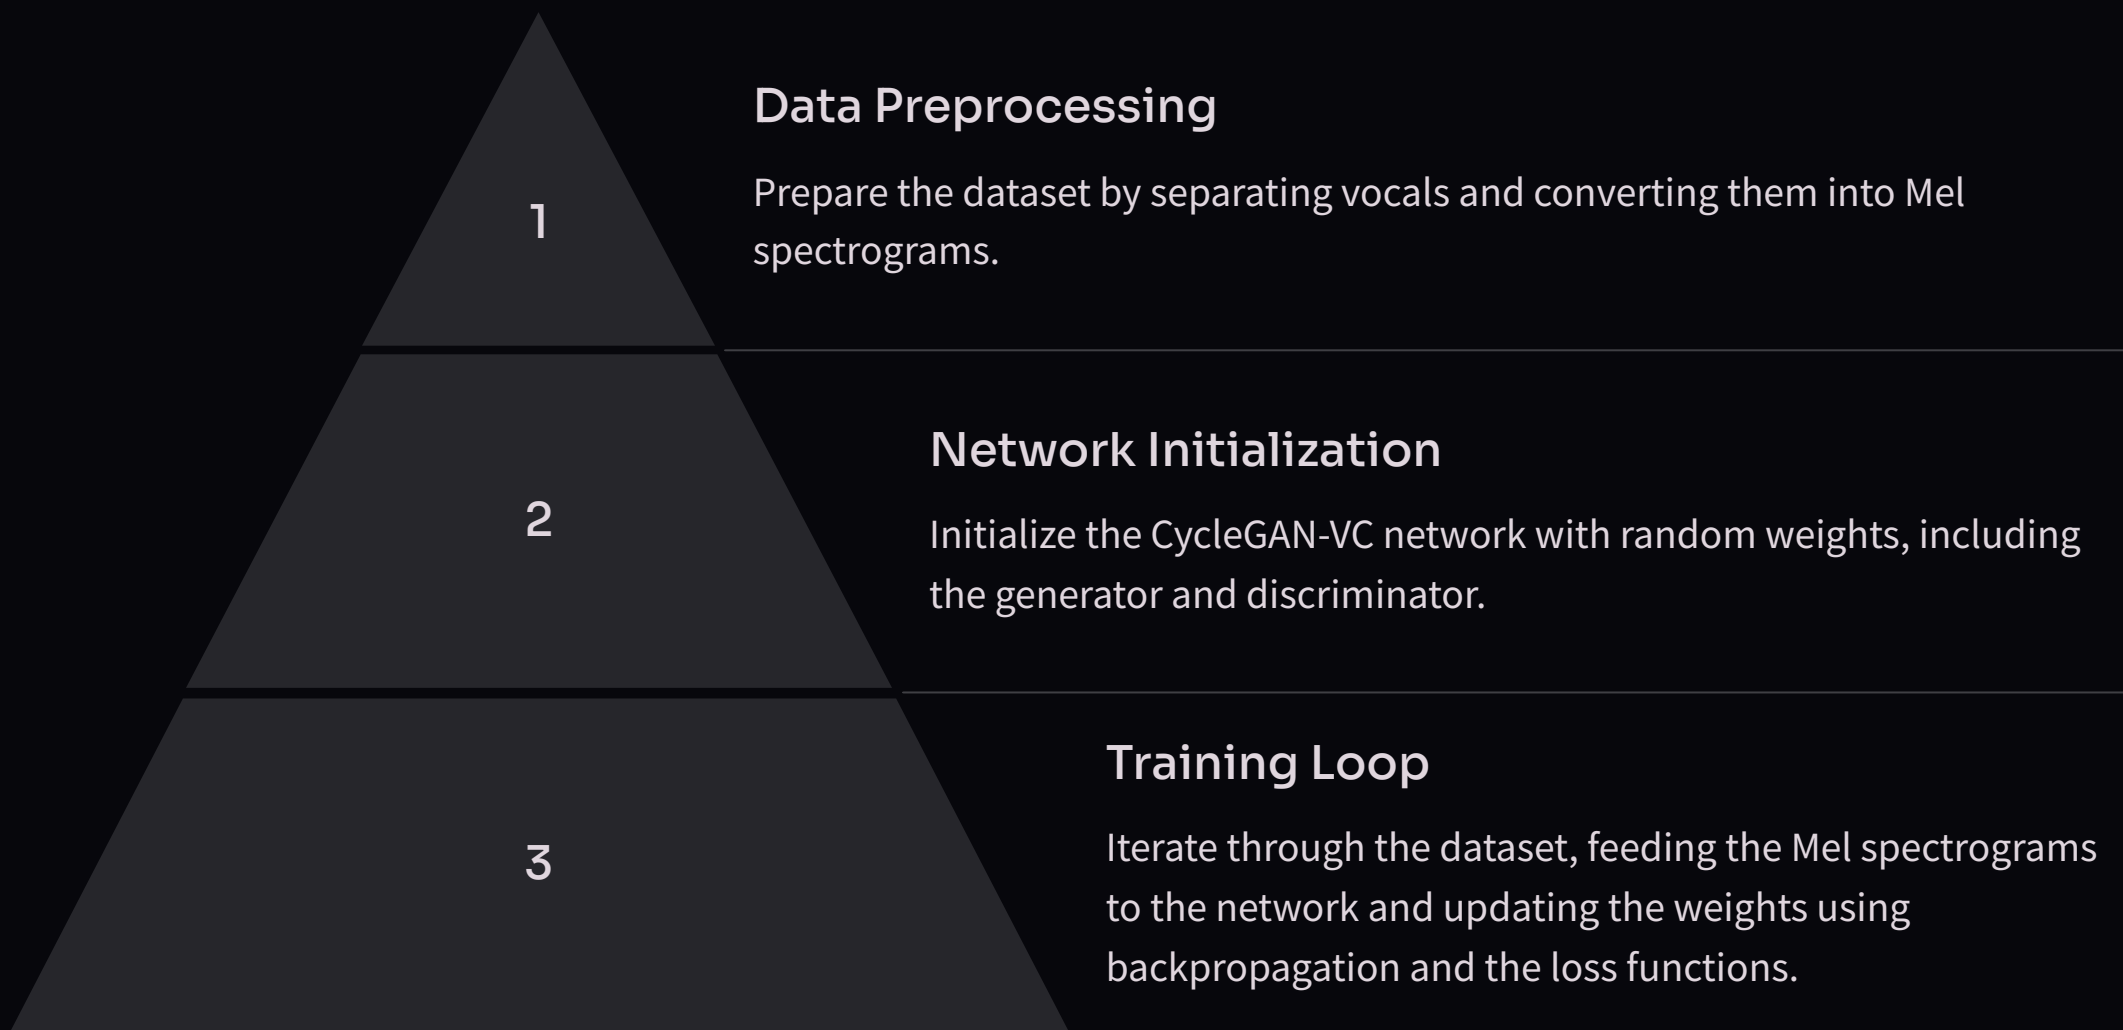 1
Data Preprocessing
Prepare the dataset by separating vocals and converting them into Mel
spectrograms.
2
Network Initialization
Initialize the CycleGAN-VC network with random weights, including
the generator and discriminator.
3
Training Loop
Iterate through the dataset, feeding the Mel spectrograms
to the network and updating the weights using
backpropagation and the loss functions.